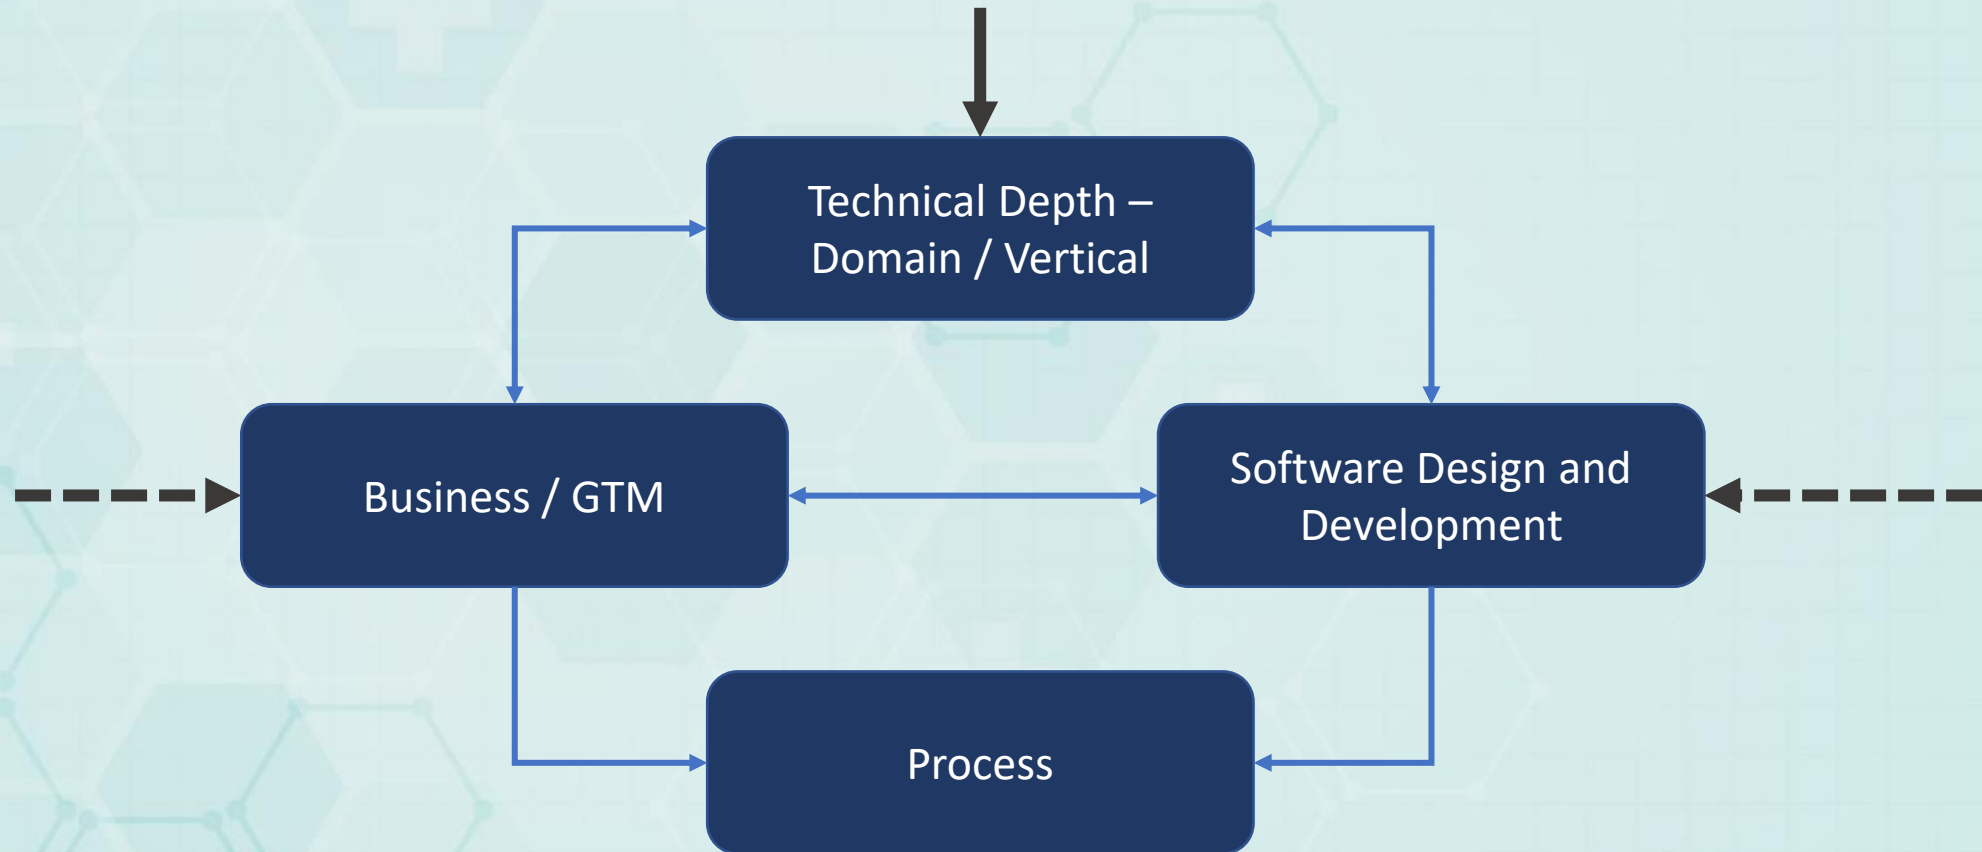 Technical Depth –
Domain / Vertical
Business / GTM
Software Design and
Development
Process